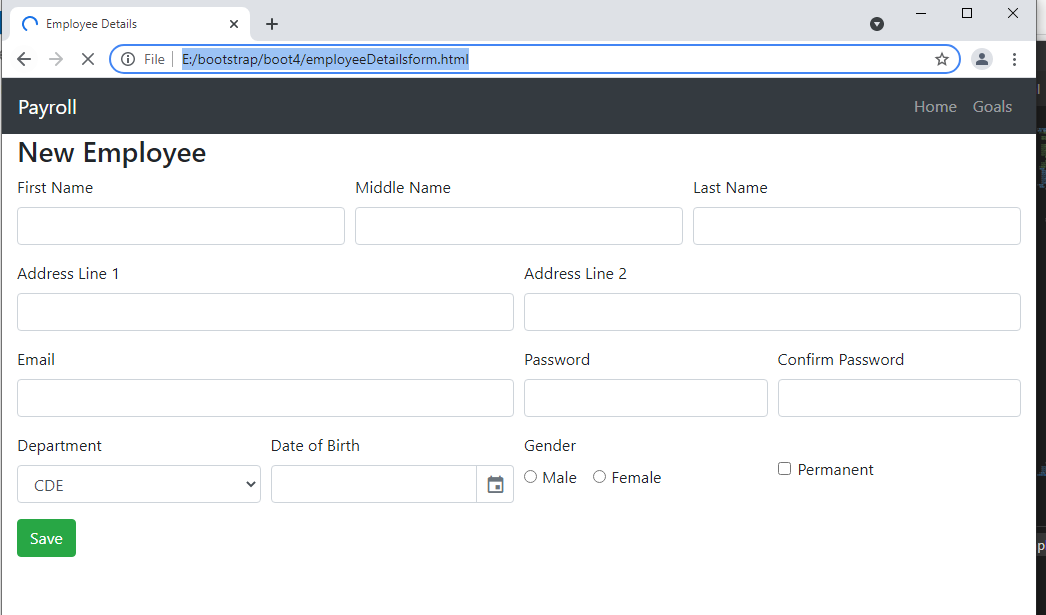 Employee Details
File E:/bootstrap/boot4/employeeDetailsform.html
Payroll Home Goals
New Employee
First Name Middle Name Last Name
Address Line 1 Address Line 2
Email Password Confirm Password
Department Date of Birth Gender
CDE Male Female Permanent
Save